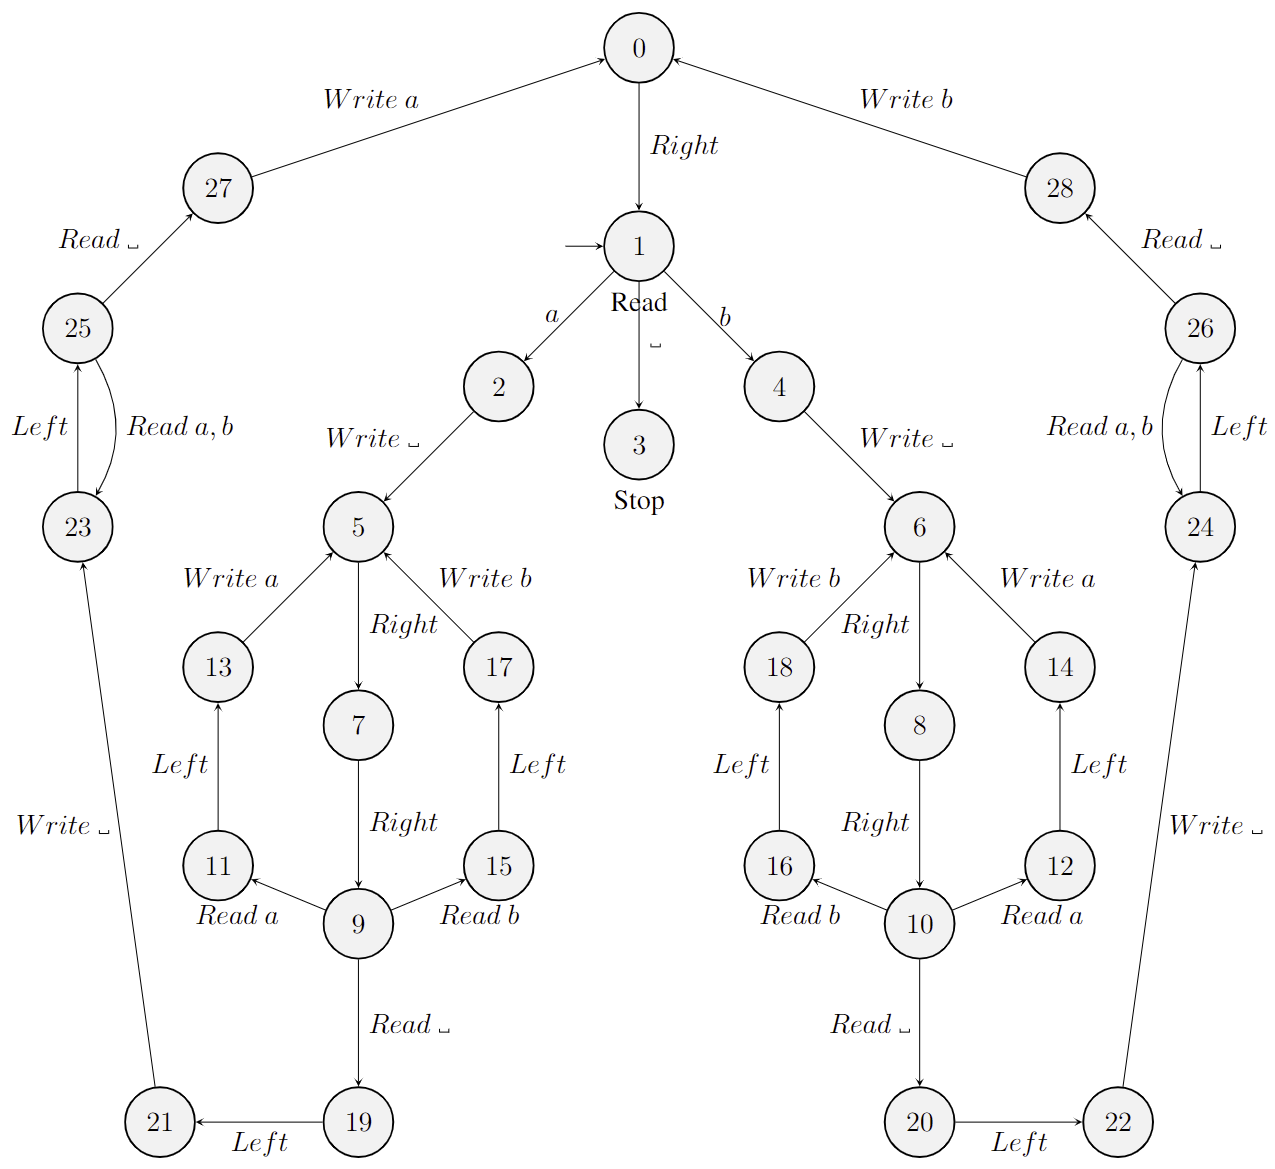 0
Write a
Write b
Right
27
28
Read ␣
Read ␣
1
Read
a
b
␣
25
26
2
4
Left
Read a, b
Write ␣
3
Write ␣
Read a, b
Left
Stop
23
5
6
24
Write a
Write b
Write b
Write a
Right
Right
13
17
18
14
7
8
Left
Left
Left
Left
Write ␣
Right
Right
Write ␣
11
15
16
12
Read a
Read b
Read b
Read a
9
10
Read ␣
Read ␣
21
19
20
22
Left
Left